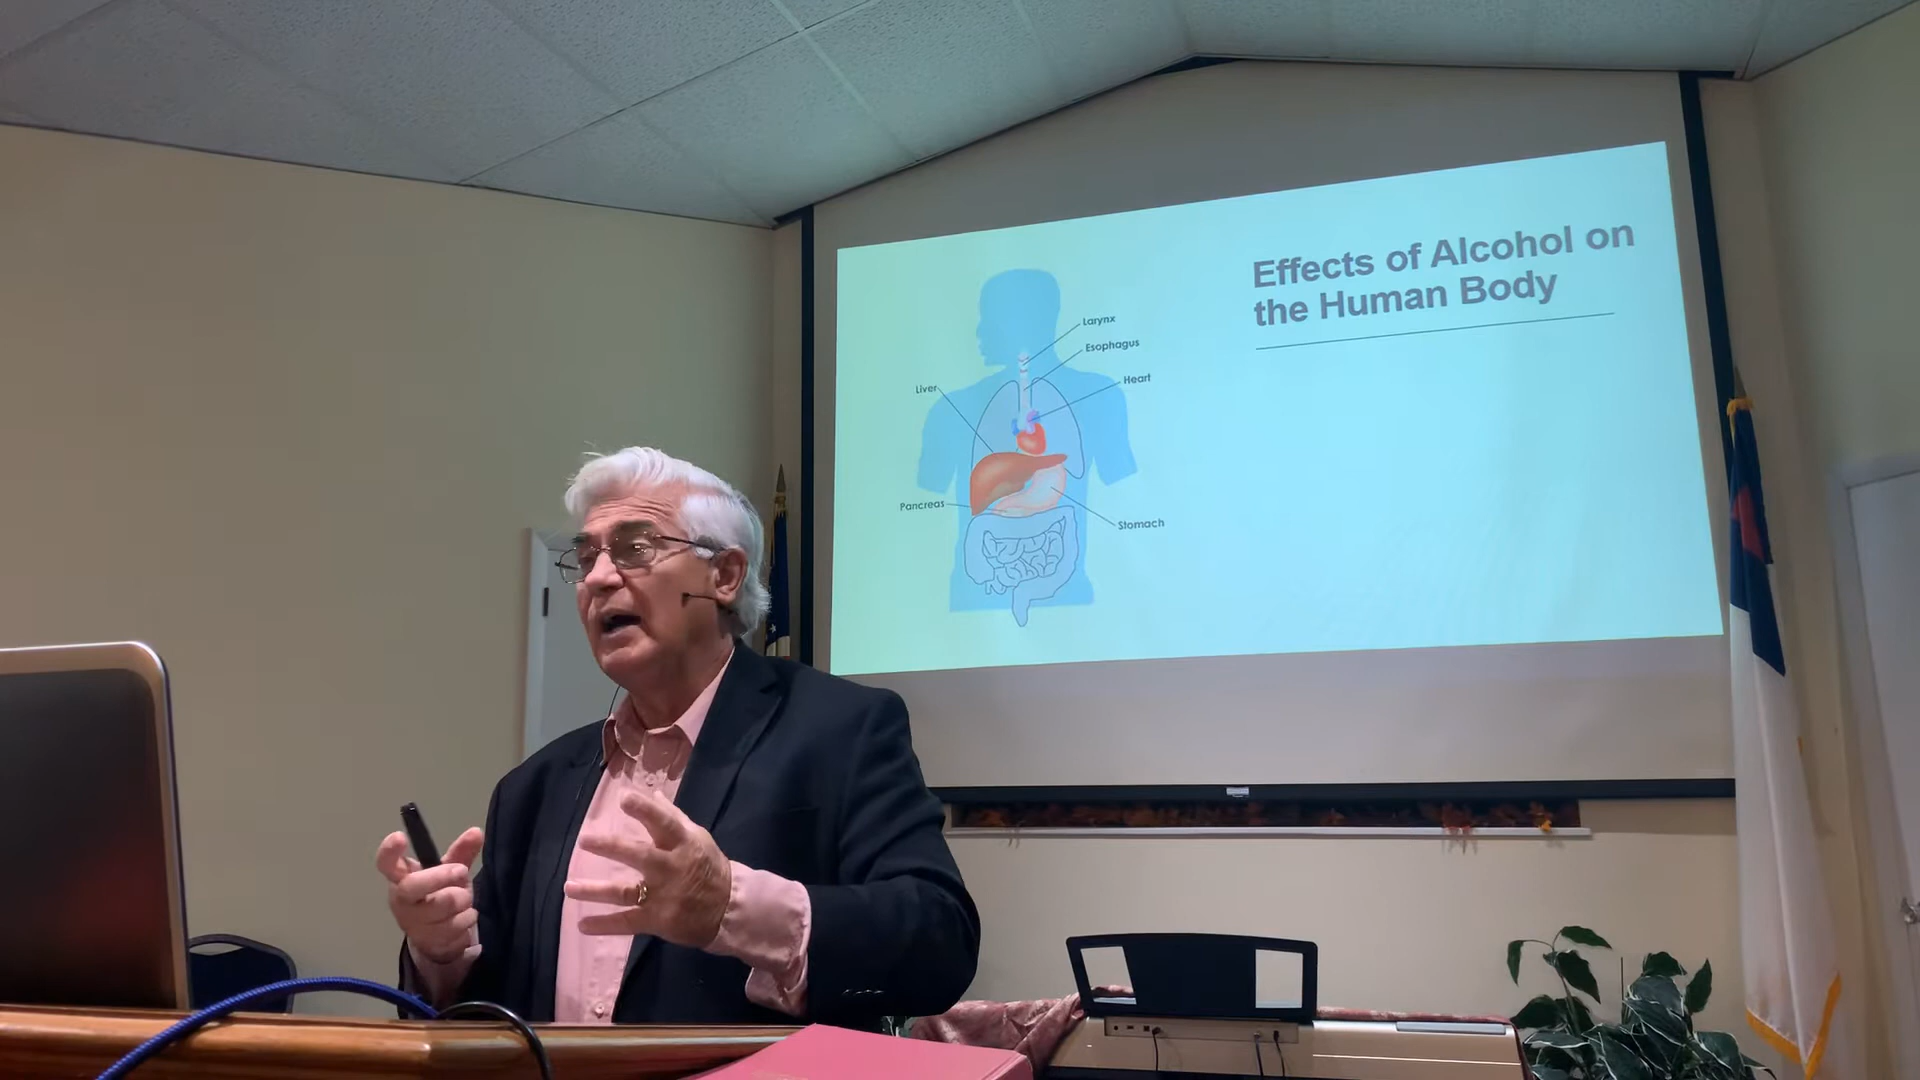 Effects of Alcohol on
the Human Body
Larynx
Esophagus
Heart
Liver
Pancreas
Stomach